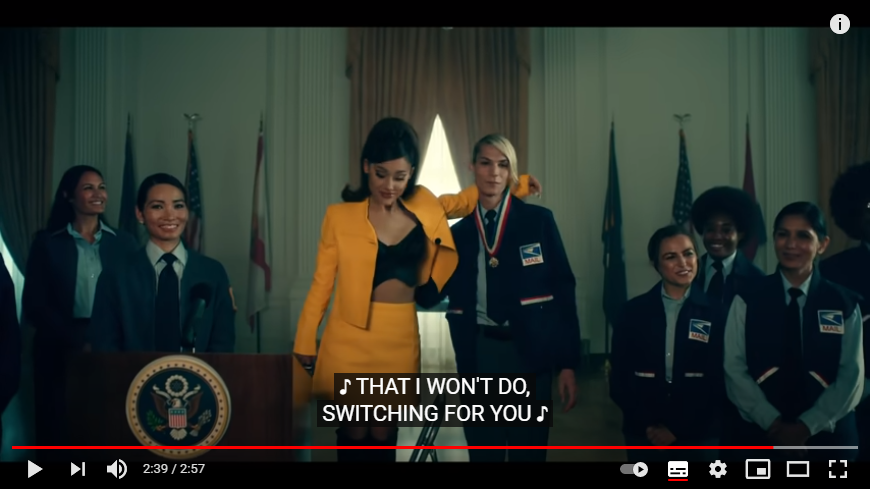 ♪ THAT I WON'T DO,
SWITCHING FOR YOU ♪
MAIL
MAIL
MAIL
2:39 / 2:57